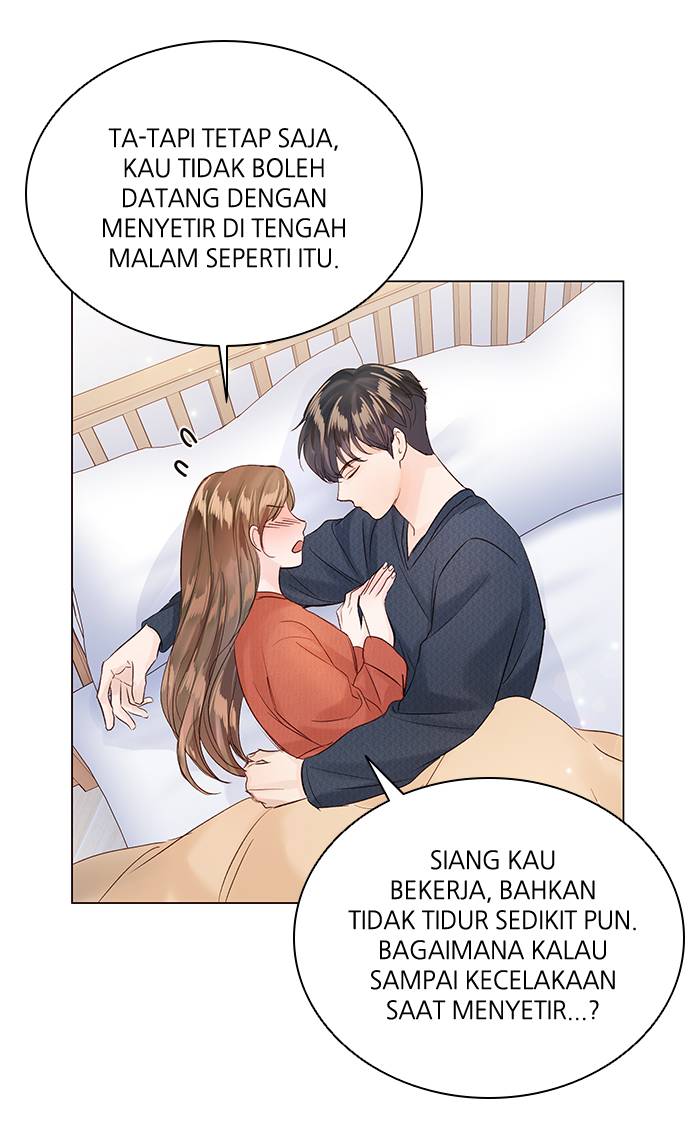 TA-TAPI TETAP SAJA,
KAU TIDAK BOLEH
DATANG DENGAN
MENYETIR DI TENGAH
MALAM SEPERTI ITU.
SIANG KAU
BEKERJA, BAHKAN
TIDAK TIDUR SEDIKIT PUN.
BAGAIMANA KALAU
SAMPAI KECELAKAAN
SAAT MENYETIR...?